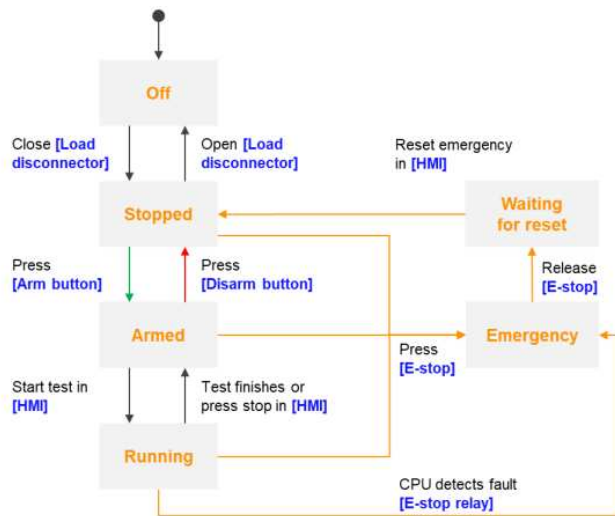 Off
Close [Load
disconnector]
Open [Load
disconnector]
Reset emergency
in [HMI]
Stopped
Waiting
for reset
Press
[Arm button]
Press
[Disarm button]
Release
[E-stop]
Armed
Emergency
Press
[E-stop]
Start test in
[HMI]
Test finishes or
press stop in [HMI]
Running
CPU detects fault
[E-stop relay]